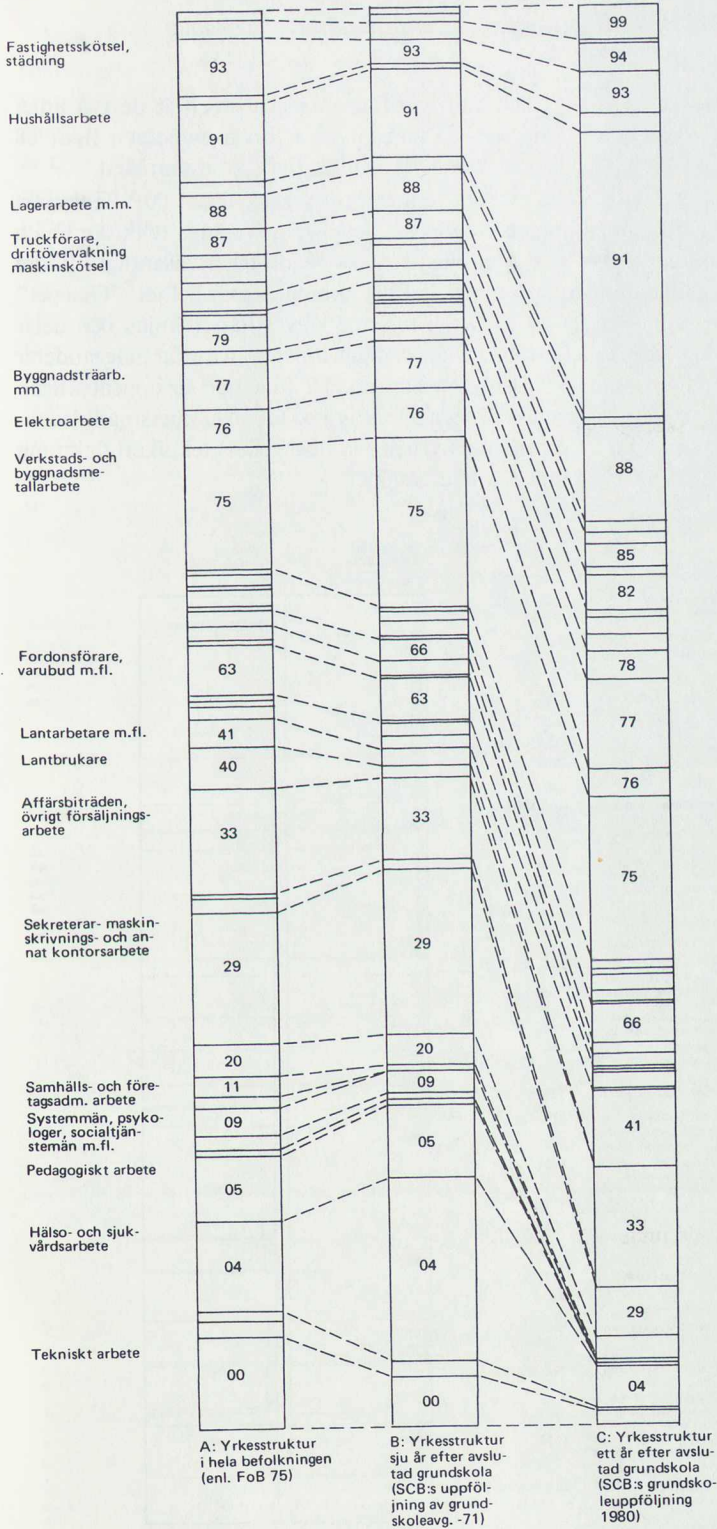 Fastighetsskötsel,
städning
Hushållsarbete
Lagerarbete m.m.
Truckförare,
driftövervakning
maskinskötsel
Byggnadsträarb.
mm
Elektroarbete
Verkstads- och
byggnadsme-
tallarbete
Fordonsförare,
varubud m.fl.
Lantarbetare m.fl.
Lantbrukare
Affärsbiträden,
övrigt försäljnings-
arbete
Sekreterar- maskin-
skrivnings- och an-
nat kontorsarbete
Samhälls- och före-
tagsadm. arbete
Systemmän, psyko-
loger, socialtjän-
stemän m.fl.
Pedagogiskt arbete
Hälso- och sjuk-
vårdsarbete
Tekniskt arbete
93
91
88
87
79
77
76
75
63
41
40
33
29
20
11
09
05
04
00
A: Yrkesstruktur
i hela befolkningen
(enl. FoB 75)
93
91
88
87
77
76
75
66
63
33
29
20
09
05
04
00
B: Yrkesstruktur
sju år efter avslu-
tad grundskola
(SCB:s uppföl-
jning av grund-
skoleavg. -71)
99
94
93
91
88
85
82
78
77
76
75
66
41
33
29
04
C: Yrkesstruktur
ett år efter avslu-
tad grundskola
(SCB:s grundsko-
leuppföljning
1980)